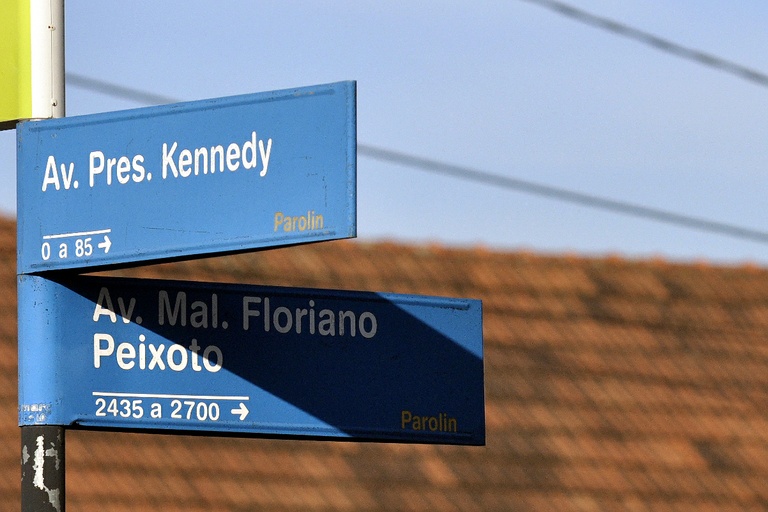 Av. Pres. Kennedy
Parolin
0 a 85 →
Av. Mal. Floriano
Peixoto
2435 a 2700 →
Parolin